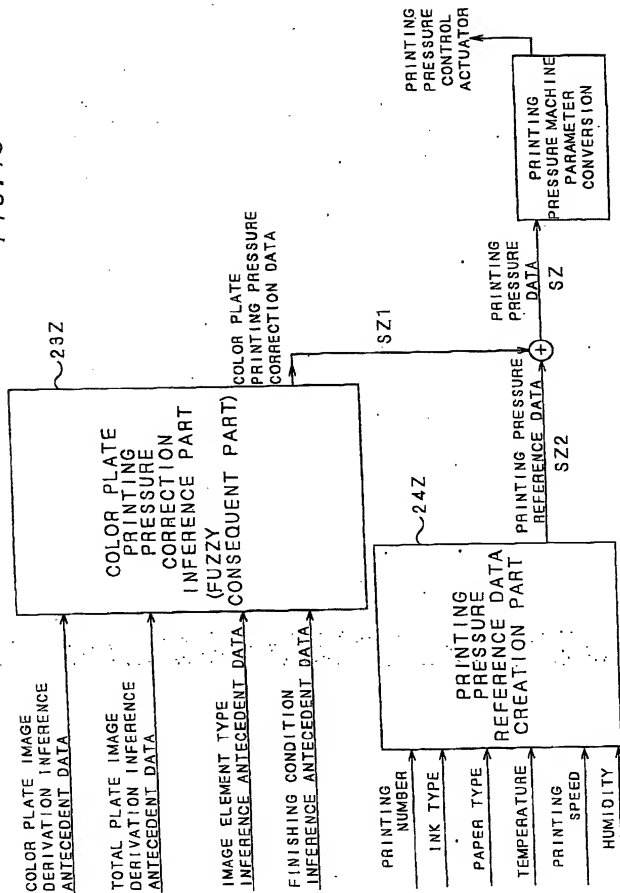 COLOR PLATE IMAGE
DERIVATION INFERENCE
ANTECEDENT DATA
TOTAL PLATE IMAGE
DERIVATION INFERENCE
ANTECEDENT DATA
IMAGE ELEMENT TYPE
INFERENCE ANTECEDENT DATA
FINISHING CONDITION
INFERENCE ANTECEDENT DATA
23Z
COLOR PLATE
PRINTING
PRESSURE
CORRECTION
INFERENCE PART
(FUZZY
CONSEQUENT PART)
COLOR PLATE
PRINTING PRESSURE
CORRECTION DATA
SZ1
PRINTING
NUMBER
INK TYPE
PAPER TYPE
TEMPERATURE
PRINTING
SPEED
HUMIDITY
24Z
PRINTING
PRESSURE
REFERENCE DATA
CREATION PART
PRINTING PRESSURE
REFERENCE DATA
SZ2
+
PRINTING
PRESSURE
DATA
SZ
PRINTING
PRESSURE MACHINE
PARAMETER
CONVERSION
PRINTING
PRESSURE
CONTROL
ACTUATOR